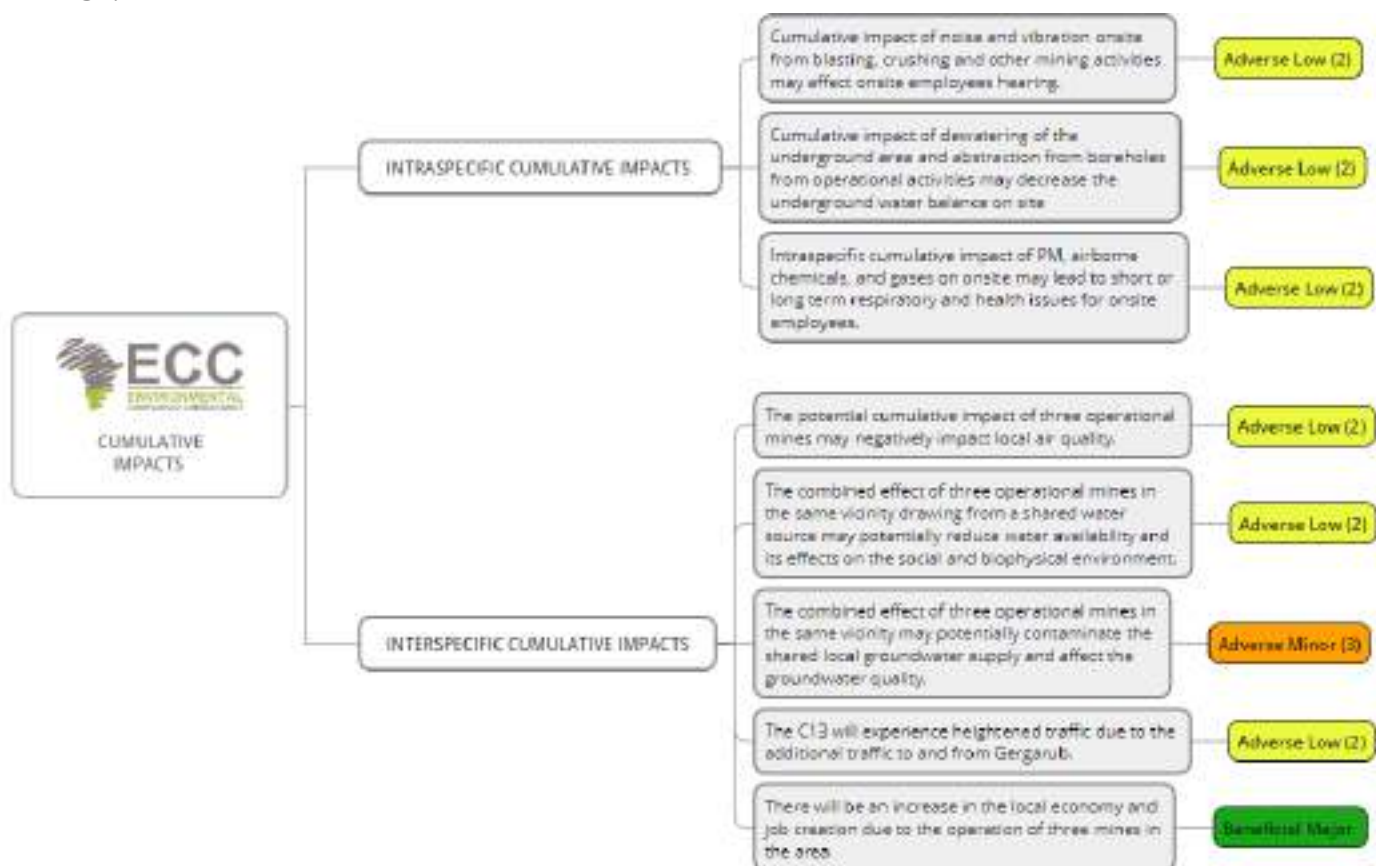 ECC
ENVIRONMENTAL
CUMULATIVE
IMPACTS
INTRASPECIFIC CUMULATIVE IMPACTS
Cumulative impact of noise and vibration onsite
from blasting, crushing and other mining activities
may effect onsite employees hearing.
Adverse Low (2)
Cumulative impact of dewatering of the
underground area and abstraction from boreholes
from operational activities may decrease the
underground water balance on site
Adverse Low (2)
Intraspecific cumulative impact of PM, airborne
chemicals, and gases on onsite may lead to short or
long term respiratory and health issues for onsite
employees.
Adverse Low (2)
INTERSPECIFIC CUMULATIVE IMPACTS
The potential cumulative impact of three operational
mines may negatively impact local air quality.
Adverse Low (2)
The combined effect of three operational mines in
the same vicinity drawing from a shared water
source may potentially reduce water availability and
its effects on the social and biophysical environment.
Adverse Low (2)
The combined effect of three operational mines in
the same vicinity may potentially contaminate the
shared local groundwater supply and affect the
groundwater quality.
Adverse Minor (3)
The C13 will experience heightened traffic due to the
additional traffic to and from Gergarub.
Adverse Low (2)
There will be an increase in the local economy and
job creation due to the operation of three mines in
the area
Beneficial Major